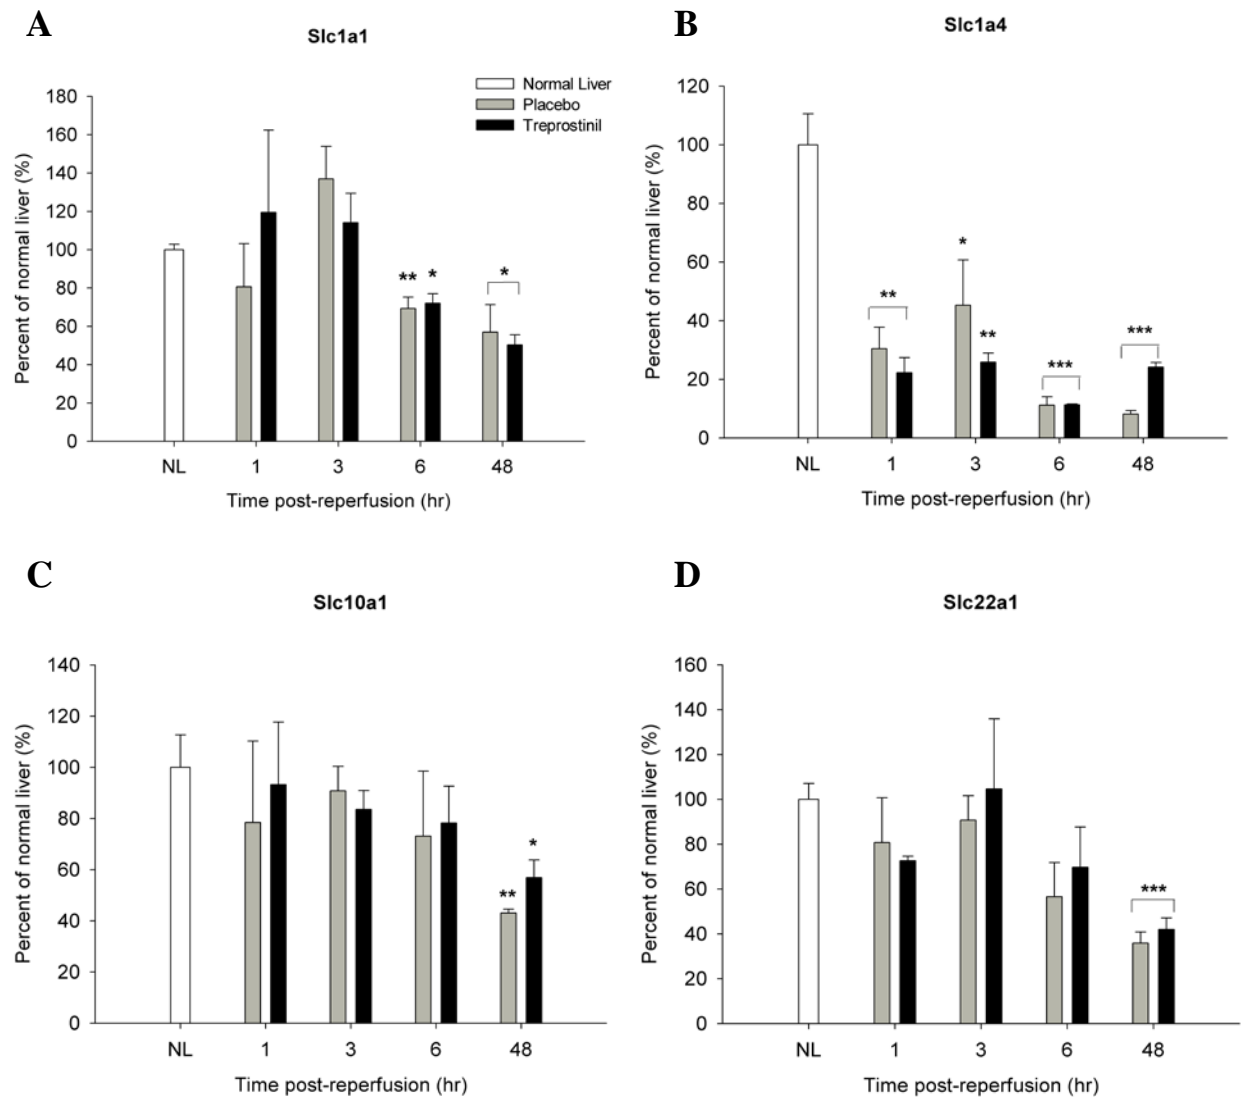 A
Slc1a1
Normal Liver
Placebo
Treprostinil
Percent of normal liver (%)
180
160
140
120
100
80
60
40
20
0
** * *
NL 1 3 6 48
Time post-reperfusion (hr)
B
Slc1a4
Percent of normal liver (%)
120
100
80
60
40
20
0
** * ** *** ***
NL 1 3 6 48
Time post-reperfusion (hr)
C
Slc10a1
Percent of normal liver (%)
140
120
100
80
60
40
20
0
** *
NL 1 3 6 48
Time post-reperfusion (hr)
D
Slc22a1
Percent of normal liver (%)
160
140
120
100
80
60
40
20
0
***
NL 1 3 6 48
Time post-reperfusion (hr)